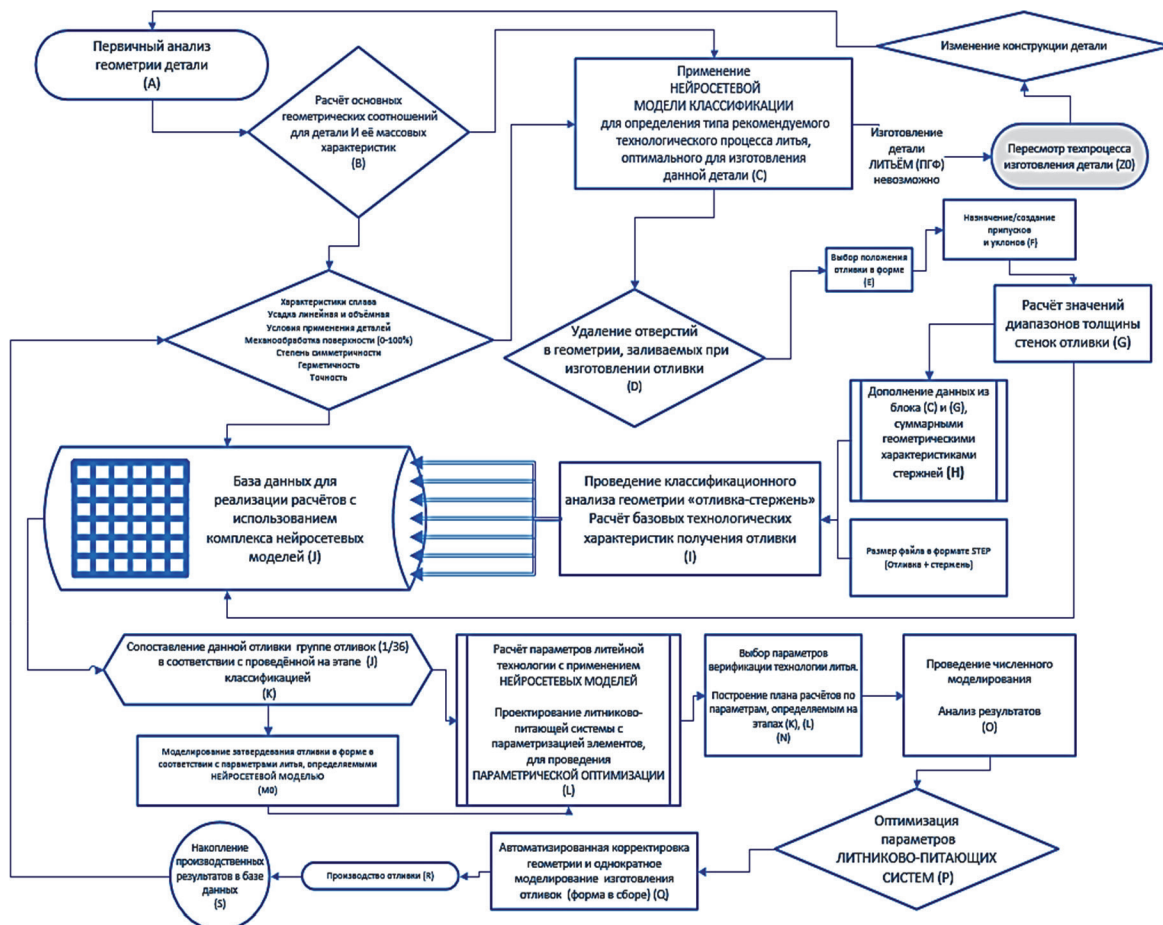 Первичный анализ
геометрии детали
(A)
Расчёт основных
геометрических соотношений
для детали И её массовых
характеристик
(B)
Применение
НЕЙРОСЕТЕВОЙ
МОДЕЛИ КЛАССИФИКАЦИИ
для определения типа рекомендуемого
технологического процесса литья,
оптимального для изготовления
данной детали (C)
Изменение конструкции детали
Изготовление
детали
ЛИТЬЁМ (ПГФ)
невозможно
Пересмотр техпроцесса
изготовления детали (Z0)
Характеристики сплава
Усадка линейная и объёмная
Условия применения деталей
Механообработка поверхности (0-100%)
Степень симметричности
Герметичность
Точность
Удаление отверстий
в геометрии, заливаемых при
изготовлении отливки
(D)
Выбор положения
отливки в форме
(E)
Назначение/создание
припусков
и уклонов (F)
Расчёт значений
диапазонов толщины
стенок отливки (G)
Дополнение данных из
блока (C) и (G),
суммарными
геометрическими
характеристиками
стержней (H)
Размер файла в формате STEP
(Отливка + стержень)
Проведение классификационного
анализа геометрии «отливка-стержень»
Расчёт базовых технологических
характеристик получения отливки
(I)
База данных для
реализации расчётов с
использованием
комплекса нейросетевых
моделей (J)
Сопоставление данной отливки группе отливок (1/36)
в соответствии с проведённой на этапе (J)
классификацией
(K)
Моделирование затвердевания отливки в форме в
соответствии с параметрами литья, определяемыми
НЕЙРОСЕТЕВОЙ МОДЕЛЬЮ
(M0)
Расчёт параметров литейной
технологии с применением
НЕЙРОСЕТЕВЫХ МОДЕЛЕЙ
Проектирование литниково-
питающей системы с
параметризацией элементов,
для проведения
ПАРАМЕТРИЧЕСКОЙ ОПТИМИЗАЦИИ
(L)
Выбор параметров
верификации технологии литья.
Построение плана расчётов по
параметрам, определяемым на
этапах (K), (L)
(N)
Проведение численного
моделирования
Анализ результатов
(O)
Оптимизация
параметров
ЛИТНИКОВО-ПИТАЮЩИХ
СИСТЕМ (P)
Автоматизированная корректировка
геометрии и однократное
моделирование изготовления
отливок (форма в сборе) (Q)
Производство отливки (R)
Накопление
производственных
результатов в базе
данных
(S)